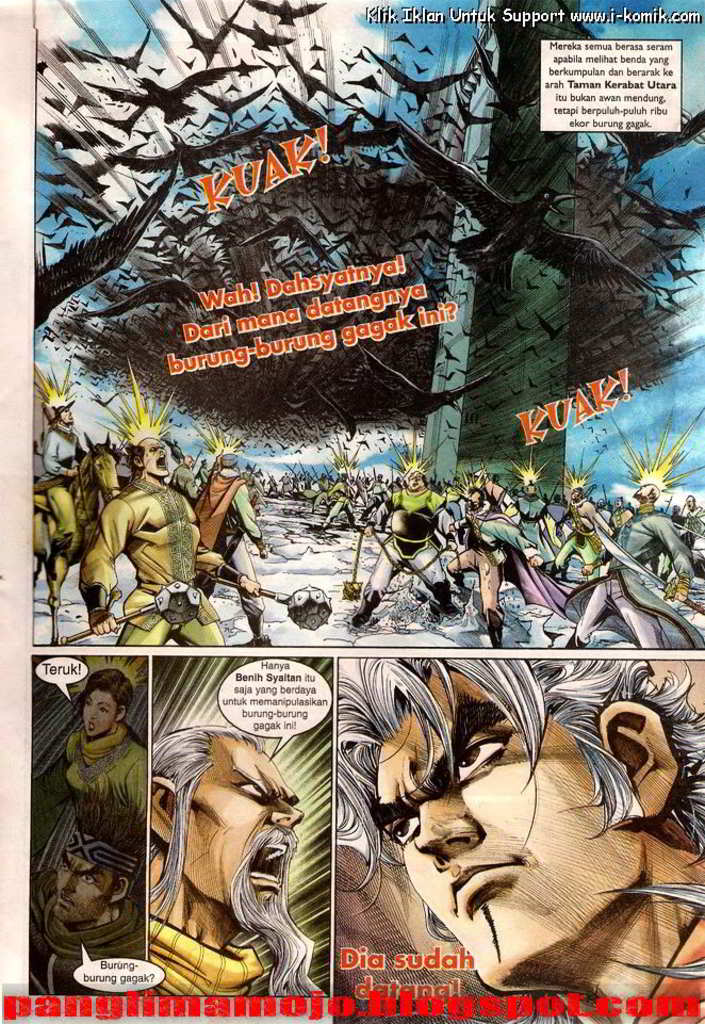 Klik Iklan Untuk Support www.i-komik.com
Mereka semua berasa seram
apabila melihat benda yang
berkumpulan dan berarak ke
arah Taman Kerabat Utara
itu bukan awan mendung,
tetapi berpuluh-puluh ribu
ekor burung gagak.
KUAK!
Wah! Dahsyatnya!
Dari mana datangnya
burung-burung gagak ini?
KUAK!
Teruk!
Burung-
burung gagak?
Hanya
Benih Syaitan itu
saja yang berdaya
untuk memanipulasikan
burung-burung
gagak ini!
Dia sudah
datang!
panglimamojo.blogspot.com